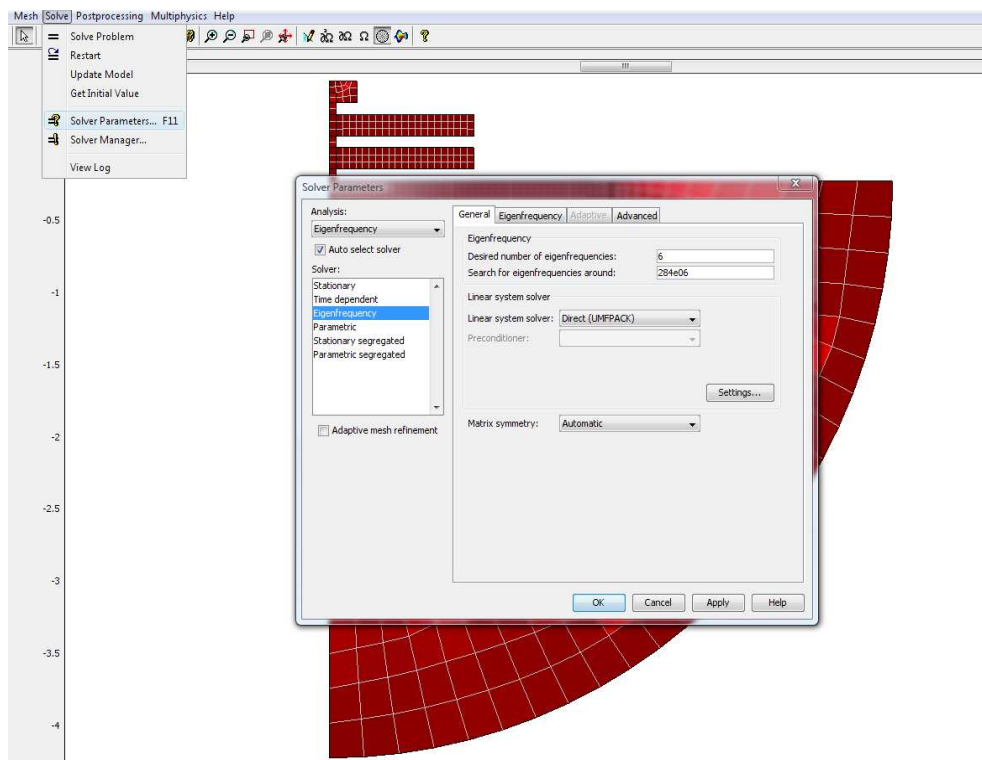 Mesh Solve Postprocessing Multiphysics Help
= Solve Problem
Restart
Update Model
Get Initial Value
Solver Parameters... F11
Solver Manager...
View Log
Solver Parameters
Analysis:
Eigenfrequency
Auto select solver
Solver:
Stationary
Time dependent
Eigenfrequency
Parametric
Stationary segregated
Parametric segregated
Adaptive mesh refinement
General Eigenfrequency Adaptive Advanced
Eigenfrequency
Desired number of eigenfrequencies: 6
Search for eigenfrequencies around: 284e06
Linear system solver
Linear system solver: Direct (UMFPACK)
Preconditioner:
Settings...
Matrix symmetry: Automatic
OK Cancel Apply Help
-0.5
-1
-1.5
-2
-2.5
-3
-3.5
-4